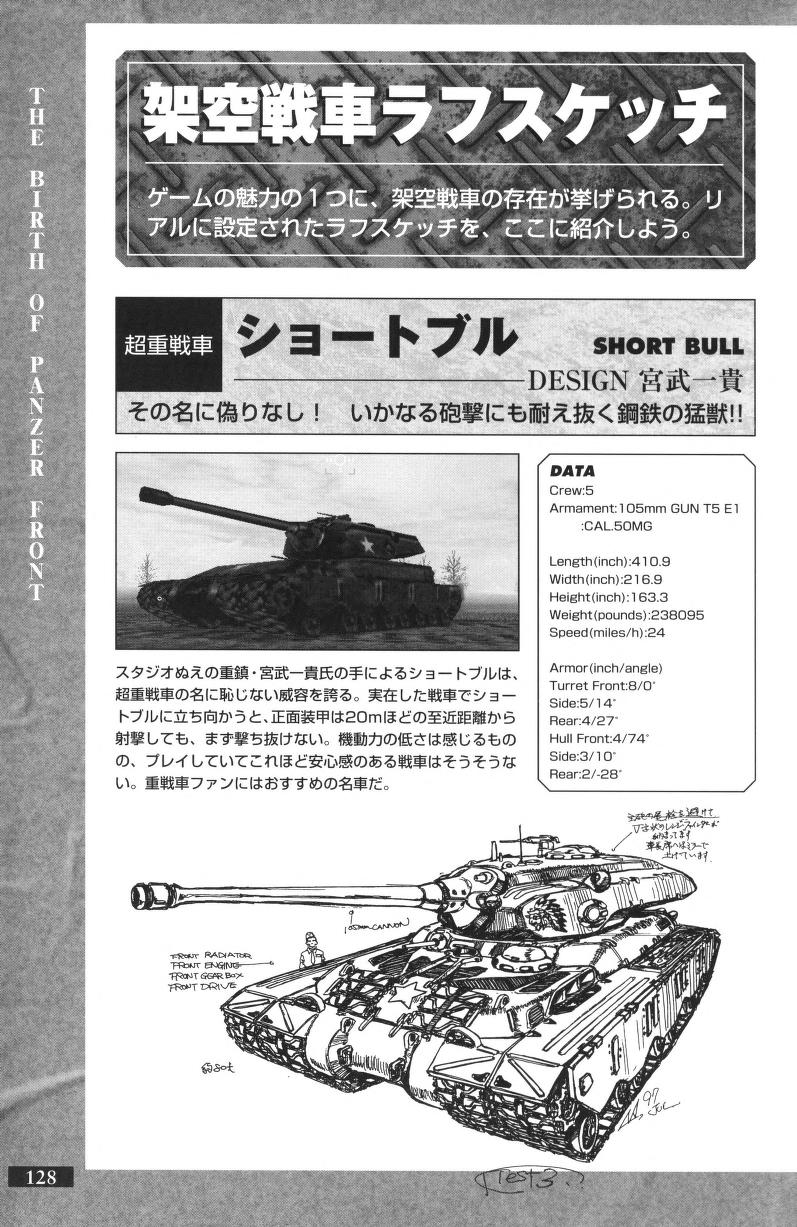 THE BIRTH OF PANZER FRONT
架空戦車ラフスケッチ
ゲームの魅力の1つに、架空戦車の存在が挙げられる。リ
アルに設定されたラフスケッチを、ここに紹介しよう。
超重戦車
ショートブル
SHORT BULL
DESIGN 宮武一貴
その名に偽りなし！　いかなる砲撃にも耐え抜く鋼鉄の猛獣!!
DATA
Crew:5
Armament:105mm GUN T5 E1
:CAL.50MG
Length(inch):410.9
Width(inch):216.9
Height(inch):163.3
Weight(pounds):238095
Speed(miles/h):24
Armor(inch/angle)
Turret Front:8/0°
Side:5/14°
Rear:4/27°
Hull Front:4/74°
Side:3/10°
Rear:2/-28°
スタジオぬえの重鎮・宮武一貴氏の手によるショートブルは、
超重戦車の名に恥じない威容を誇る。実在した戦車でショー
トブルに立ち向かうと、正面装甲は20mほどの至近距離から
射撃しても、まず撃ち抜けない。機動力の低さは感じるもの
の、プレイしていてこれほど安心感のある戦車はそうそうな
い。重戦車ファンにはおすすめの名車だ。
105mm CANNON
FRONT RADIATOR
FRONT ENGINE
FRONT GEAR BOX
FRONT DRIVE
97
JUL
128
Test 3.?